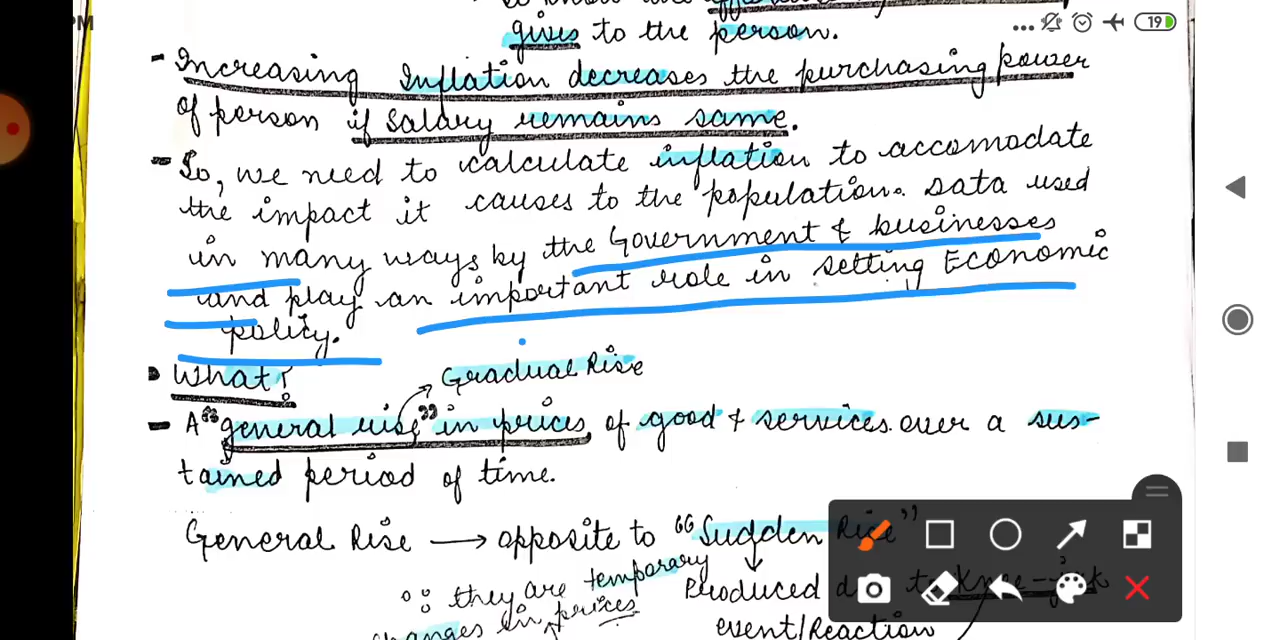 gives to the person.
19
- Increasing Inflation decreases the purchasing power
of person if salary remains same.
- So, we need to calculate inflation to accomodate
the impact it causes to the population. Data used
in many ways by the Government & businesses
and play an important role in setting Economic
policy.
What?
Gradual Rise
- A "general rise" in prices of good & services over a sus-
tained period of time.
General Rise → opposite to "Sudden Rise"
∵ they are temporary
changes in prices
Produced
event/Reaction